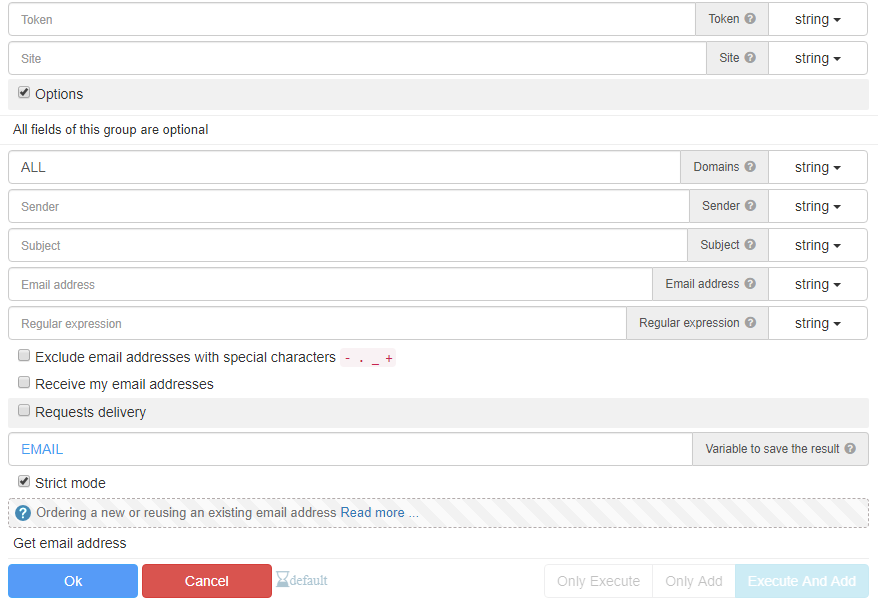 Token Token string
Site Site string
Options
All fields of this group are optional
ALL Domains string
Sender Sender string
Subject Subject string
Email address Email address string
Regular expression Regular expression string
Exclude email addresses with special characters - . _ +
Receive my email addresses
Requests delivery
EMAIL Variable to save the result
Strict mode
Ordering a new or reusing an existing email address Read more ...
Get email address
Ok Cancel default Only Execute Only Add Execute And Add